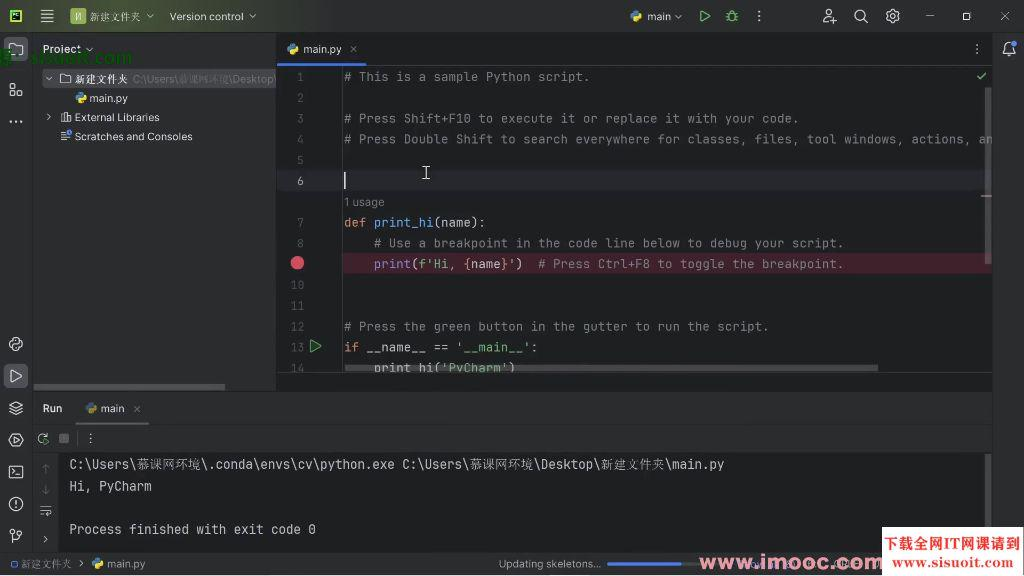 新建文件夹
Version control
main
Project
main.py
sisuoit.com
新建文件夹 C:\Users\慕课网环境\Desktop\
main.py
External Libraries
Scratches and Consoles
1 # This is a sample Python script.
2
3 # Press Shift+F10 to execute it or replace it with your code.
4 # Press Double Shift to search everywhere for classes, files, tool windows, actions, an
5
6
1 usage
7 def print_hi(name):
8 # Use a breakpoint in the code line below to debug your script.
print(f'Hi, {name}') # Press Ctrl+F8 to toggle the breakpoint.
10
11
12 # Press the green button in the gutter to run the script.
13 if __name__ == '__main__':
14 print_hi('PyCharm')
Run
main
C:\Users\慕课网环境\.conda\envs\cv\python.exe C:\Users\慕课网环境\Desktop\新建文件夹\main.py
Hi, PyCharm
Process finished with exit code 0
新建文件夹 > main.py
Updating skeletons...
www.imooc.com
下载全网IT网课请到
www.sisuoit.com